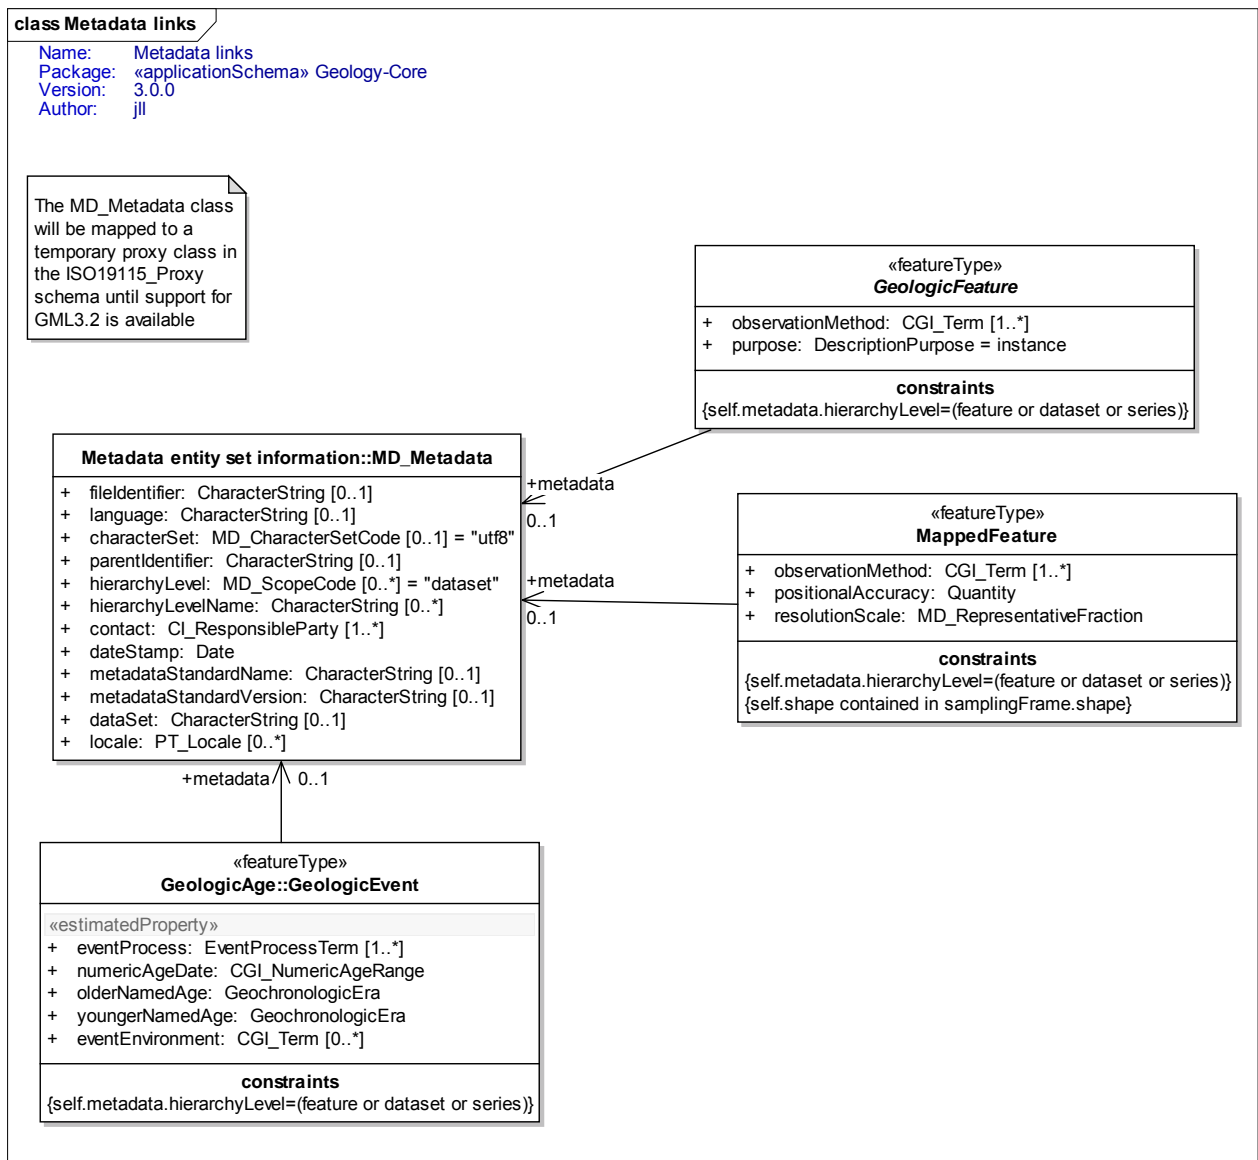 class Metadata links
Name: Metadata links
Package: «applicationSchema» Geology-Core
Version: 3.0.0
Author: jll
The MD_Metadata class
will be mapped to a
temporary proxy class in
the ISO19115_Proxy
schema until support for
GML3.2 is available
«featureType»
GeologicFeature
+ observationMethod: CGI_Term [1..*]
+ purpose: DescriptionPurpose = instance
constraints
{self.metadata.hierarchyLevel=(feature or dataset or series)}
Metadata entity set information::MD_Metadata
+ fileIdentifier: CharacterString [0..1]
+ language: CharacterString [0..1]
+ characterSet: MD_CharacterSetCode [0..1] = "utf8"
+ parentIdentifier: CharacterString [0..1]
+ hierarchyLevel: MD_ScopeCode [0..*] = "dataset"
+ hierarchyLevelName: CharacterString [0..*]
+ contact: CI_ResponsibleParty [1..*]
+ dateStamp: Date
+ metadataStandardName: CharacterString [0..1]
+ metadataStandardVersion: CharacterString [0..1]
+ dataSet: CharacterString [0..1]
+ locale: PT_Locale [0..*]
+metadata
0..1
+metadata
0..1
«featureType»
MappedFeature
+ observationMethod: CGI_Term [1..*]
+ positionalAccuracy: Quantity
+ resolutionScale: MD_RepresentativeFraction
constraints
{self.metadata.hierarchyLevel=(feature or dataset or series)}
{self.shape contained in samplingFrame.shape}
+metadata 0..1
«featureType»
GeologicAge::GeologicEvent
«estimatedProperty»
+ eventProcess: EventProcessTerm [1..*]
+ numericAgeDate: CGI_NumericAgeRange
+ olderNamedAge: GeochronologicEra
+ youngerNamedAge: GeochronologicEra
+ eventEnvironment: CGI_Term [0..*]
constraints
{self.metadata.hierarchyLevel=(feature or dataset or series)}